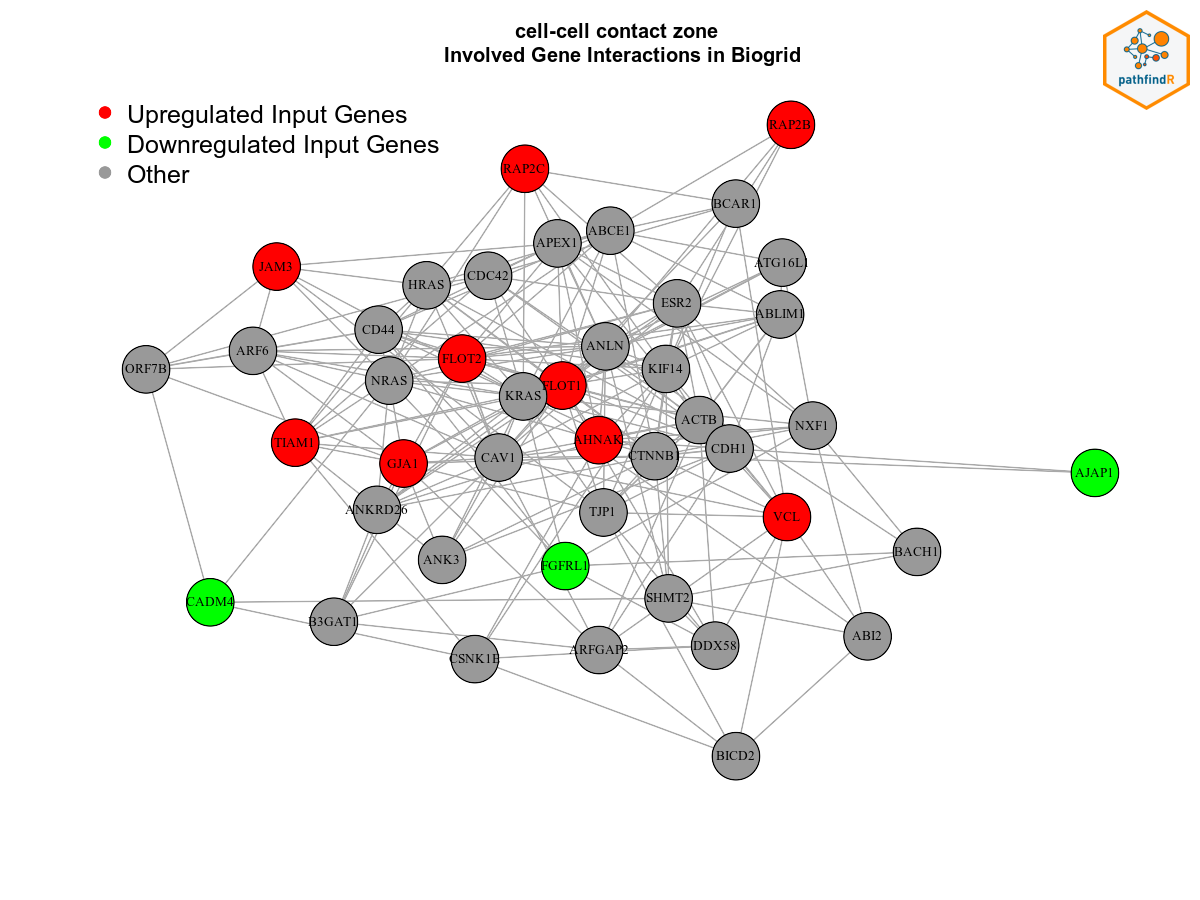 cell-cell contact zone
Involved Gene Interactions in Biogrid
pathfindR
Upregulated Input Genes
Downregulated Input Genes
Other
RAP2B
RAP2C
BCAR1
ABCE1
APEX1
ATG16L1
JAM3
CDC42
HRAS
ESR2
ABLIM1
CD44
ANLN
ARF6
FLOT2
ORF7B
KIF14
NRAS
FLOT1
KRAS
ACTB
NXF1
AHNAK
TIAM1
CDH1
CTNNB1
CAV1
GJA1
AJAP1
ANKRD26
TJP1
VCL
BACH1
ANK3
FGFRL1
SHMT2
CADM4
B3GAT1
ABI2
DDX58
ARFGAP2
CSNK1E
BICD2